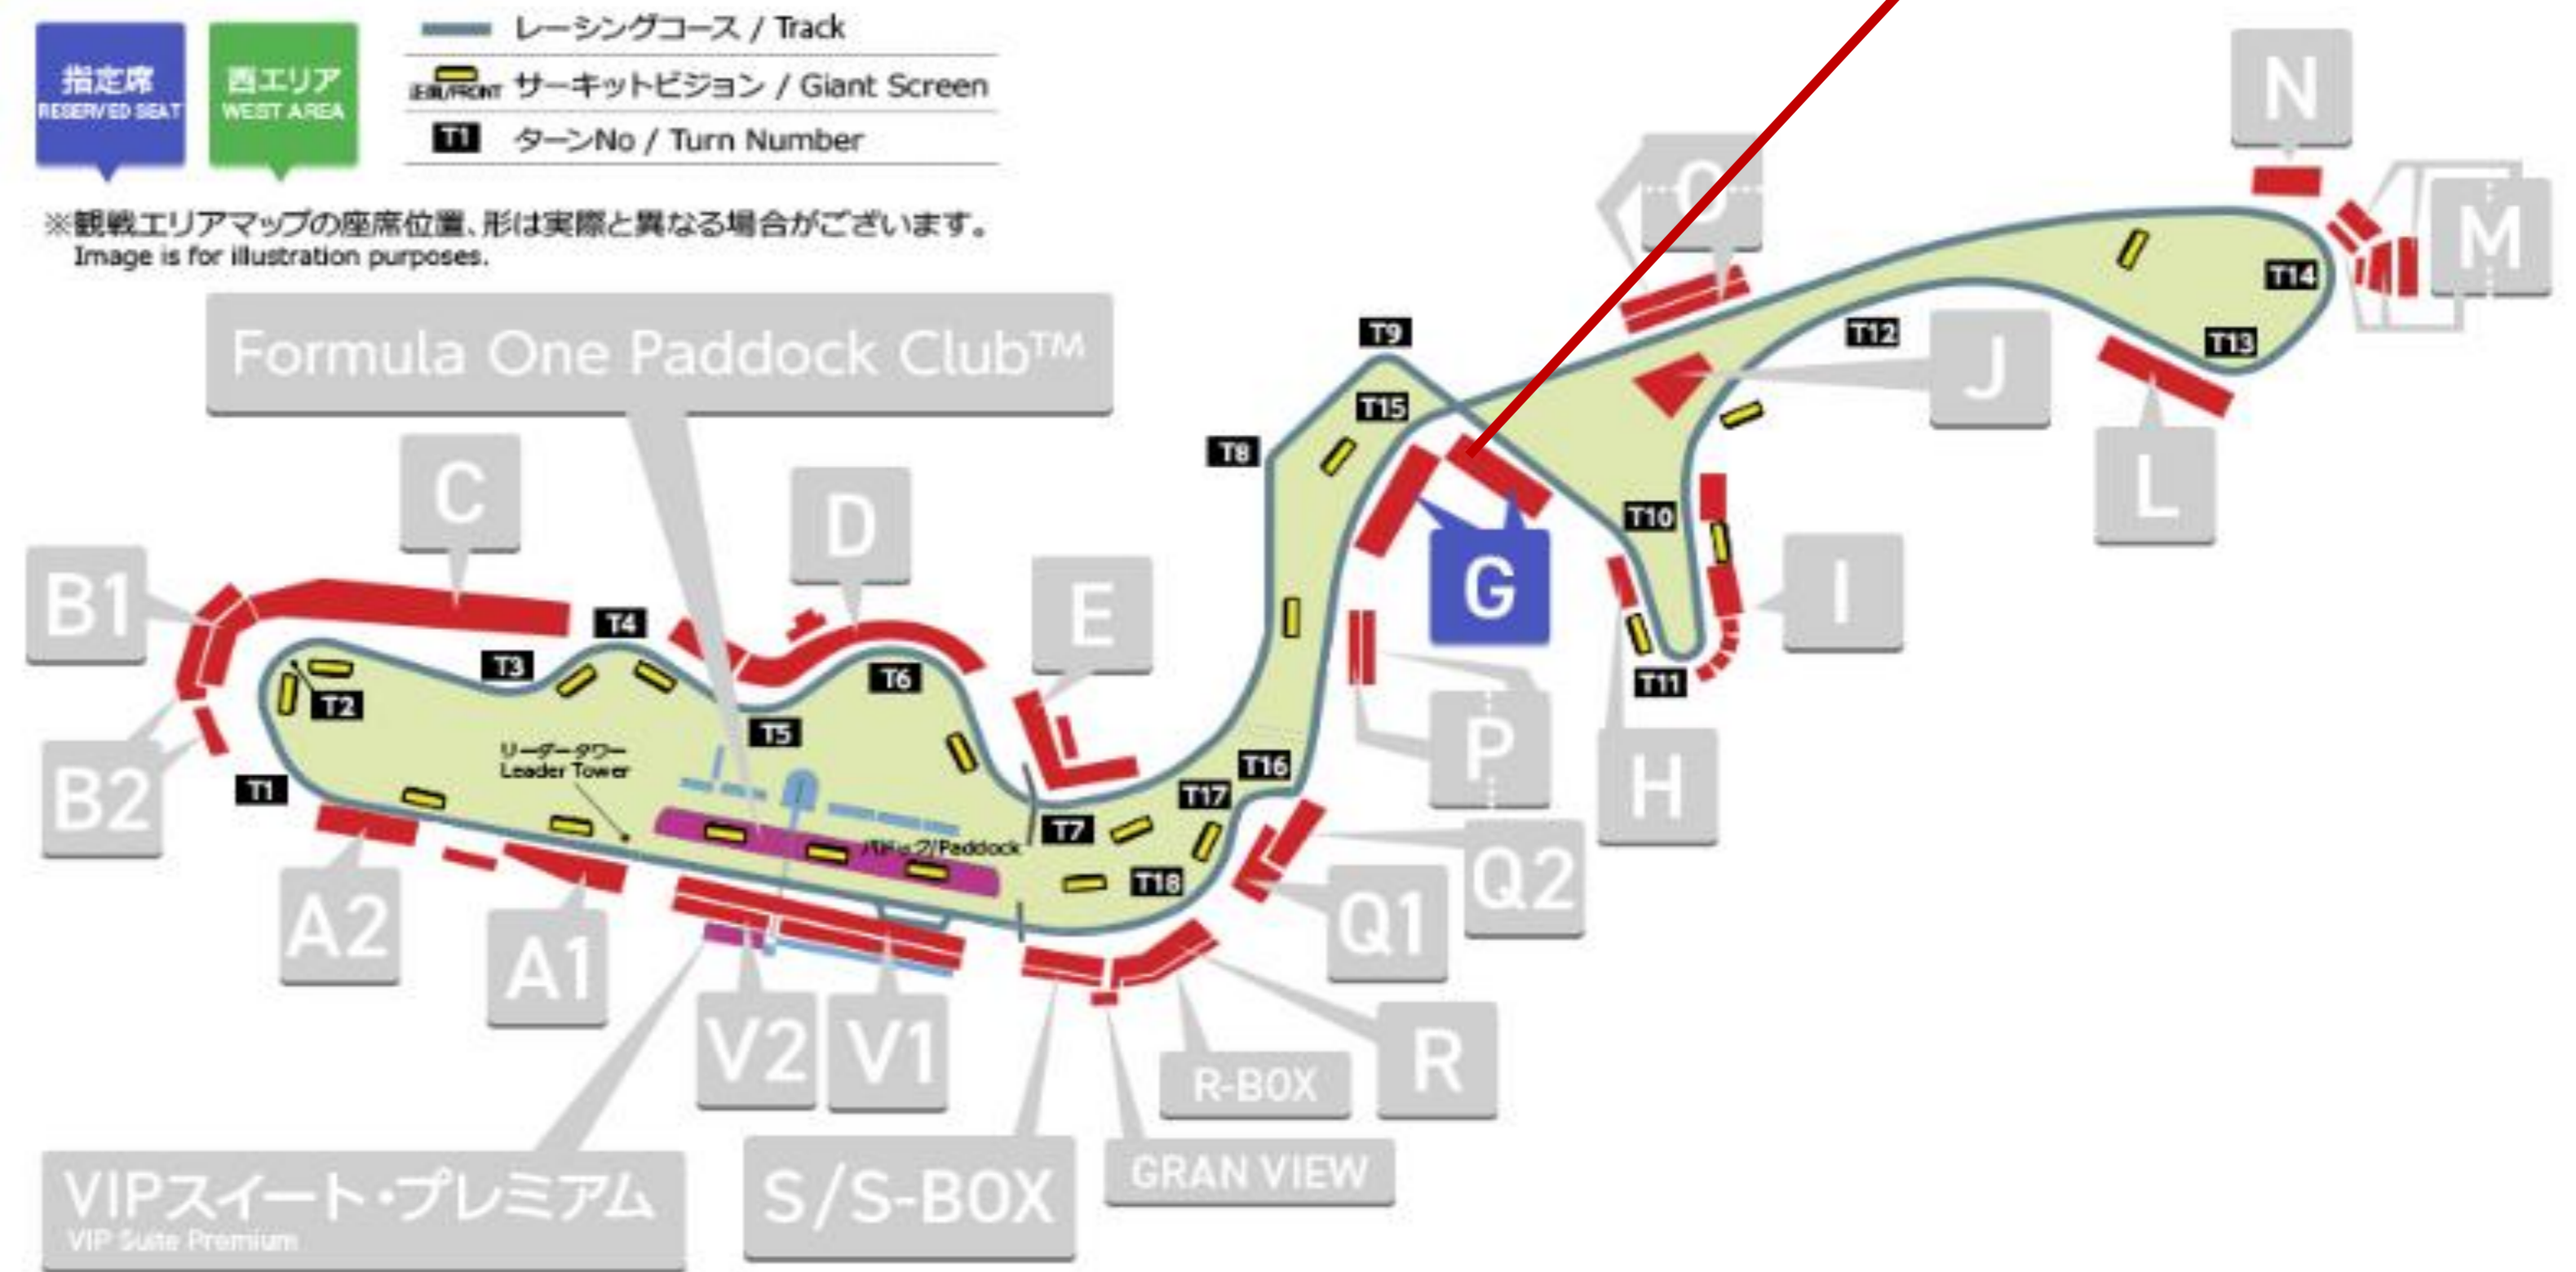 指定席
RESERVED SEAT
西エリア
WEST AREA
レーシングコース / Track
正面/FRONT サーキットビジョン / Giant Screen
T1 ターンNo / Turn Number
※観戦エリアマップの座席位置、形は実際と異なる場合がございます。
Image is for illustration purposes.
Formula One Paddock Club™
N
O
M
T14
T9
T12
J
T13
T15
T8
L
C
D
T10
G
I
B1
E
T4
T3
T6
T11
T2
T5
P
H
リーダータワー
Leader Tower
T16
B2
T1
T17
T7
パドック/Paddock
T18
Q2
A2
A1
Q1
V2
V1
R
R-BOX
VIPスイート・プレミアム
VIP Suite Premium
S/S-BOX
GRAN VIEW